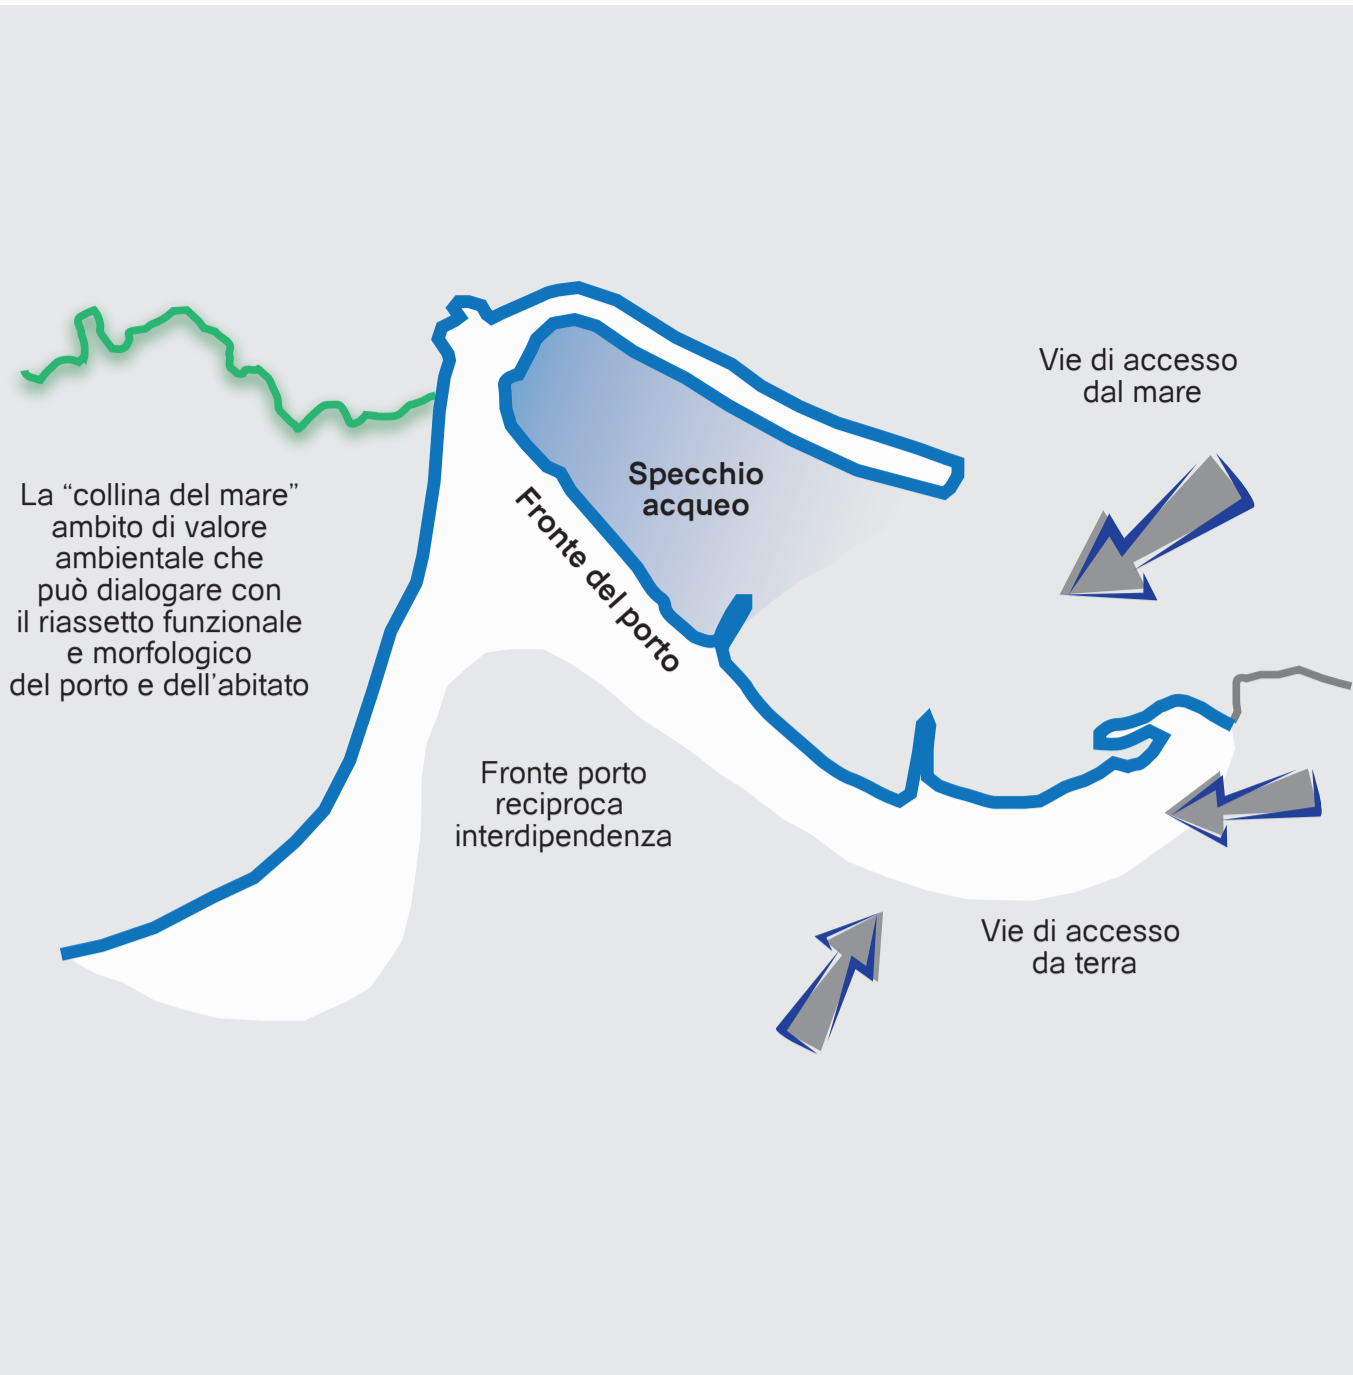 Vie di accesso
dal mare
Specchio
acqueo
Fronte del porto
La “collina del mare”
ambito di valore
ambientale che
può dialogare con
il riassetto funzionale
e morfologico
del porto e dell’abitato
Fronte porto
reciproca
interdipendenza
Vie di accesso
da terra